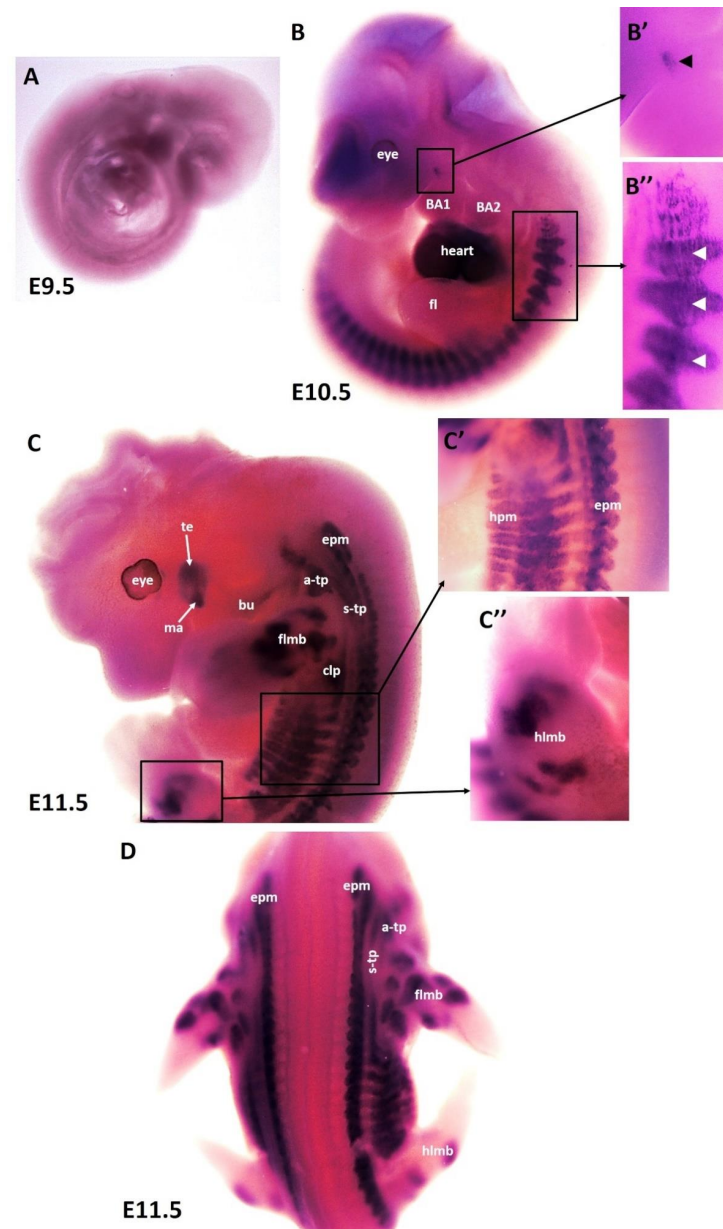 A
E9.5
B
eye
BA1
BA2
heart
fl
E10.5
B'
B''
C
te
eye
ma
bu
epm
a-tp
s-tp
flmb
clp
E11.5
C'
hpm
epm
C''
hlmb
D
epm
epm
a-tp
s-tp
flmb
hlmb
E11.5